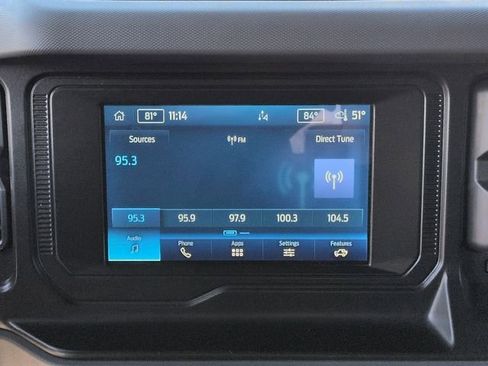 81° 11:14 84° 51°
Sources FM Direct Tune
95.3
95.3 95.9 97.9 100.3 104.5
Audio Phone Apps Settings Features